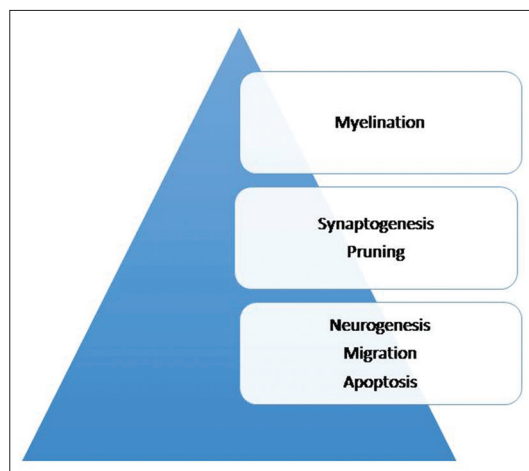 Myelination
Synaptogenesis
Pruning
Neurogenesis
Migration
Apoptosis